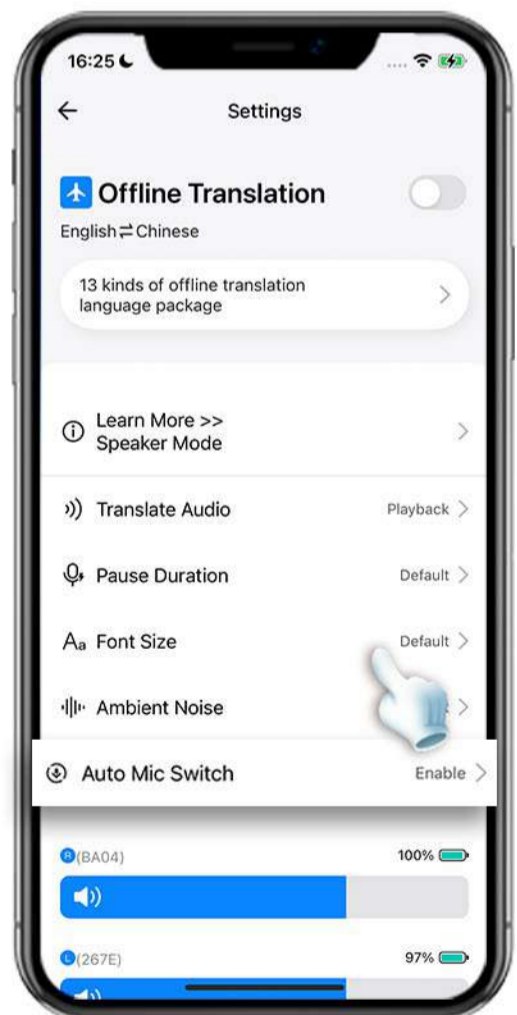 16:25
Settings
Offline Translation
English⇌Chinese
13 kinds of offline translation
language package
Learn More >>
Speaker Mode
Translate Audio Playback
Pause Duration Default
Aa Font Size Default
Ambient Noise
Auto Mic Switch Enable
R(BA04) 100%
L(267E) 97%